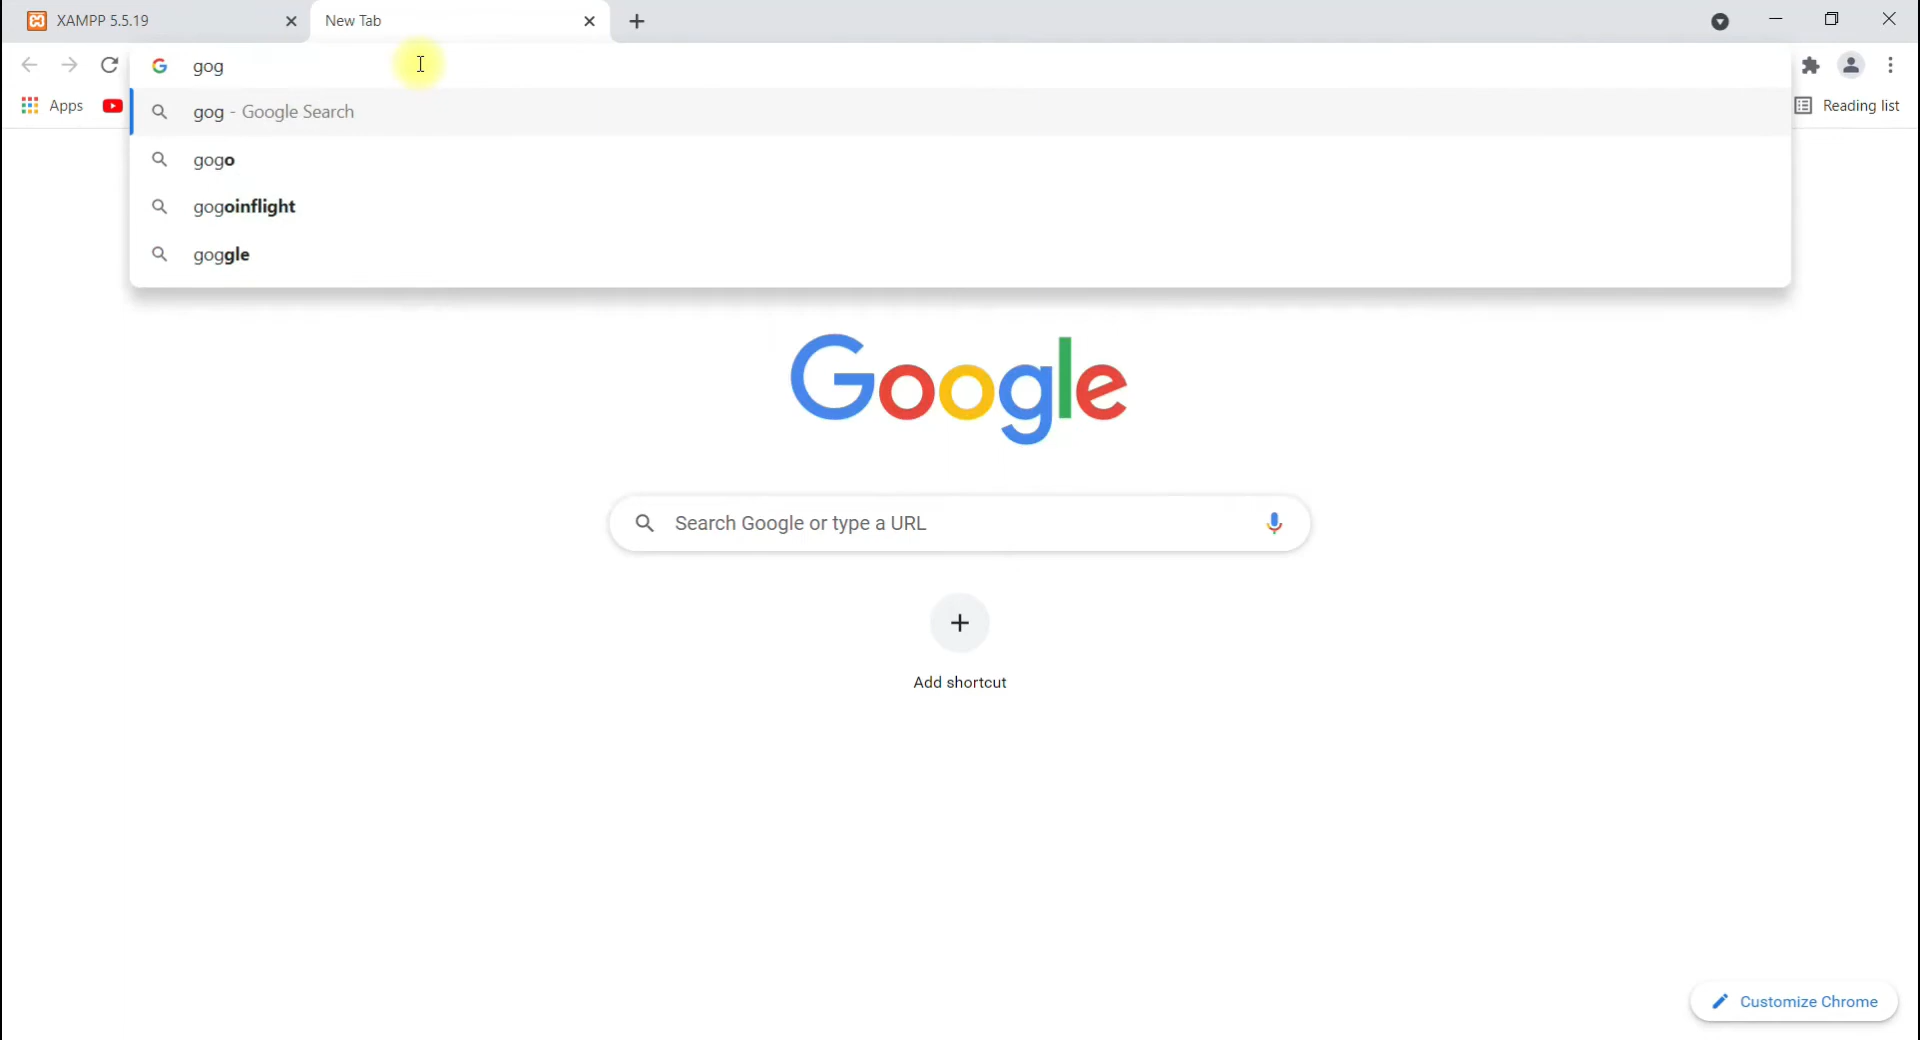 XAMPP 5.5.19
New Tab
gog
Apps
Reading list
gog - Google Search
gogo
gogoinflight
goggle
Google
Search Google or type a URL
Add shortcut
Customize Chrome